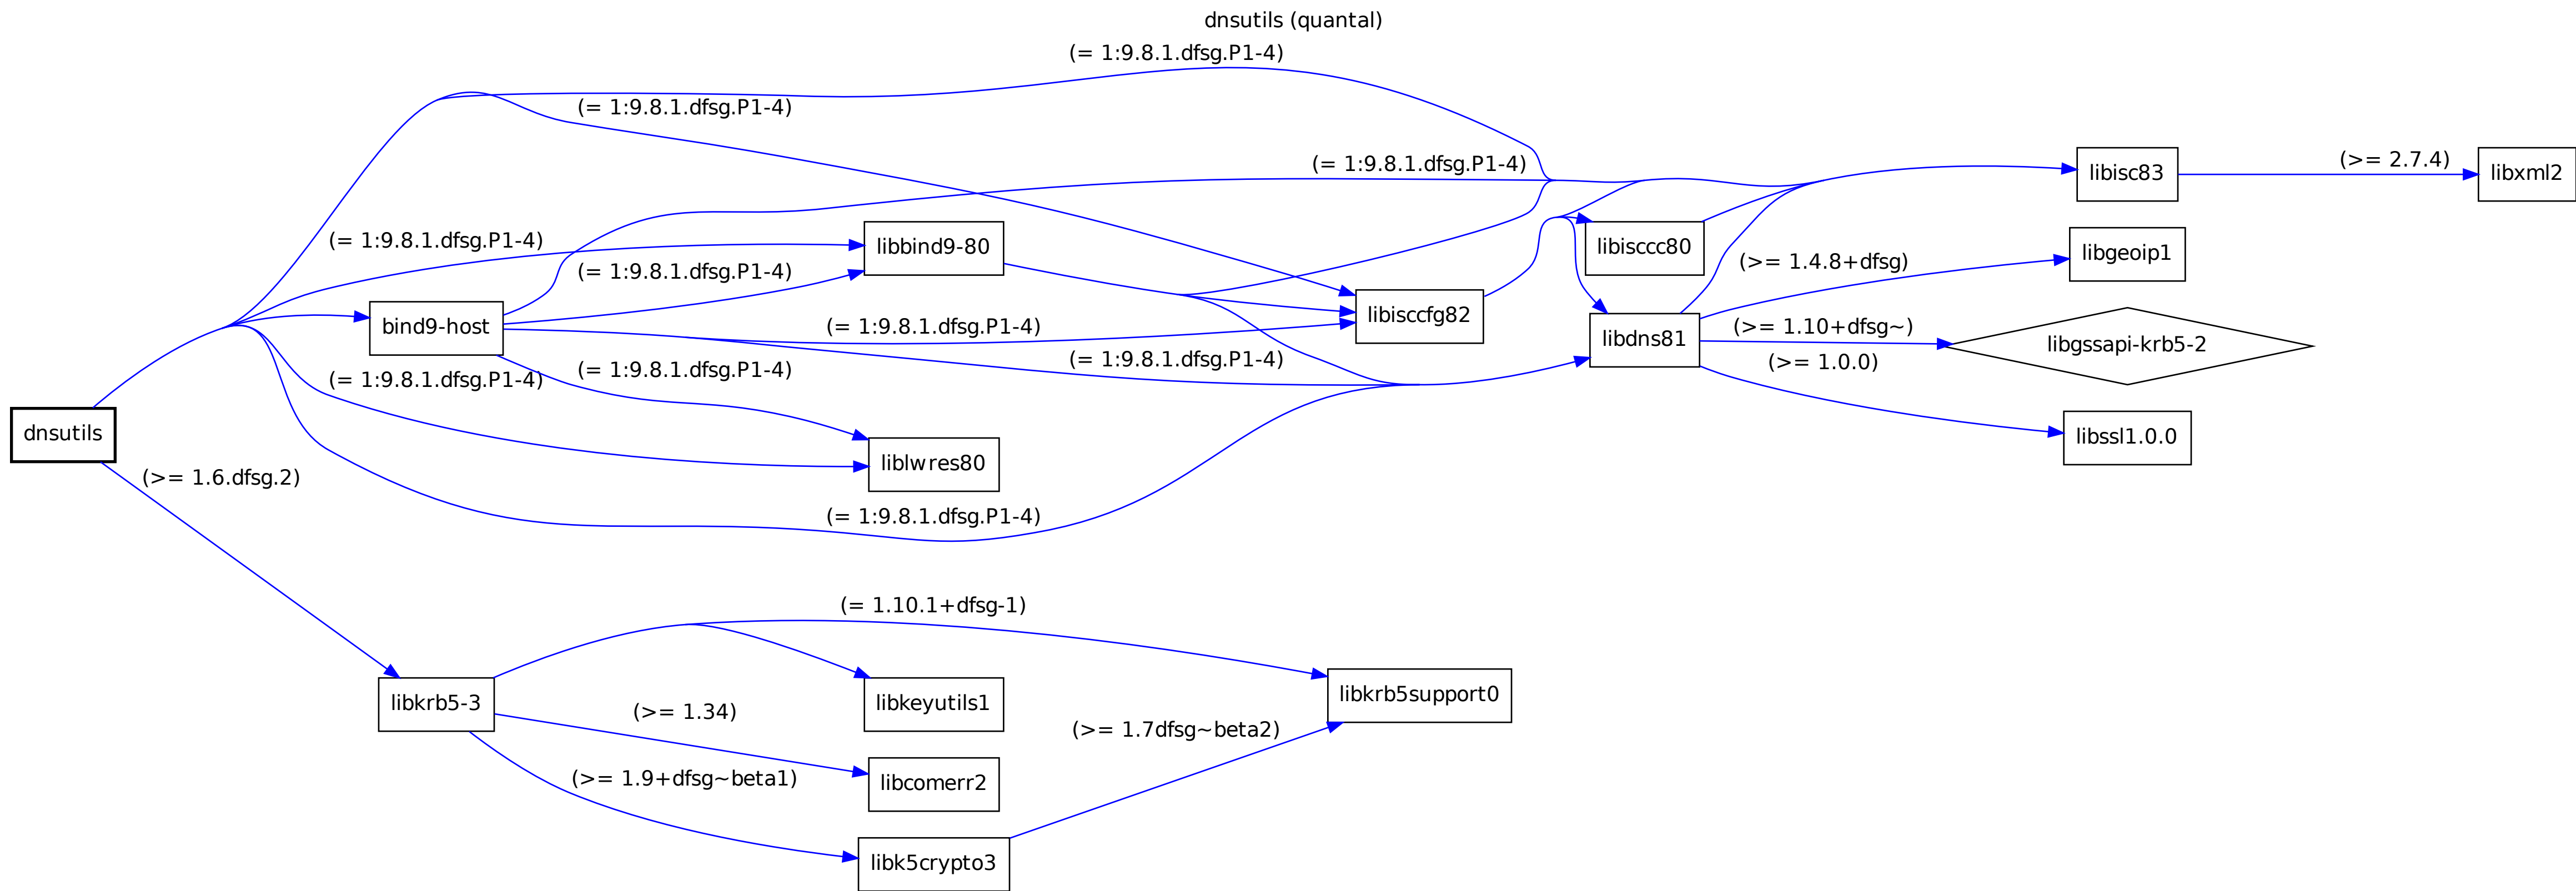 dnsutils (quantal)
(= 1:9.8.1.dfsg.P1-4)
(= 1:9.8.1.dfsg.P1-4)
(= 1:9.8.1.dfsg.P1-4)
(>= 2.7.4)
libisc83
libxml2
(= 1:9.8.1.dfsg.P1-4)
libbind9-80
libisccc80
libgeoip1
(= 1:9.8.1.dfsg.P1-4)
(>= 1.4.8+dfsg)
bind9-host
(= 1:9.8.1.dfsg.P1-4)
libisccfg82
(>= 1.10+dfsg~)
libdns81
libgssapi-krb5-2
(= 1:9.8.1.dfsg.P1-4)
(>= 1.0.0)
(= 1:9.8.1.dfsg.P1-4)
(= 1:9.8.1.dfsg.P1-4)
dnsutils
liblwres80
libssl1.0.0
(>= 1.6.dfsg.2)
(= 1:9.8.1.dfsg.P1-4)
(= 1.10.1+dfsg-1)
libkrb5-3
libkeyutils1
libkrb5support0
(>= 1.34)
(>= 1.7dfsg~beta2)
(>= 1.9+dfsg~beta1)
libcomerr2
libk5crypto3